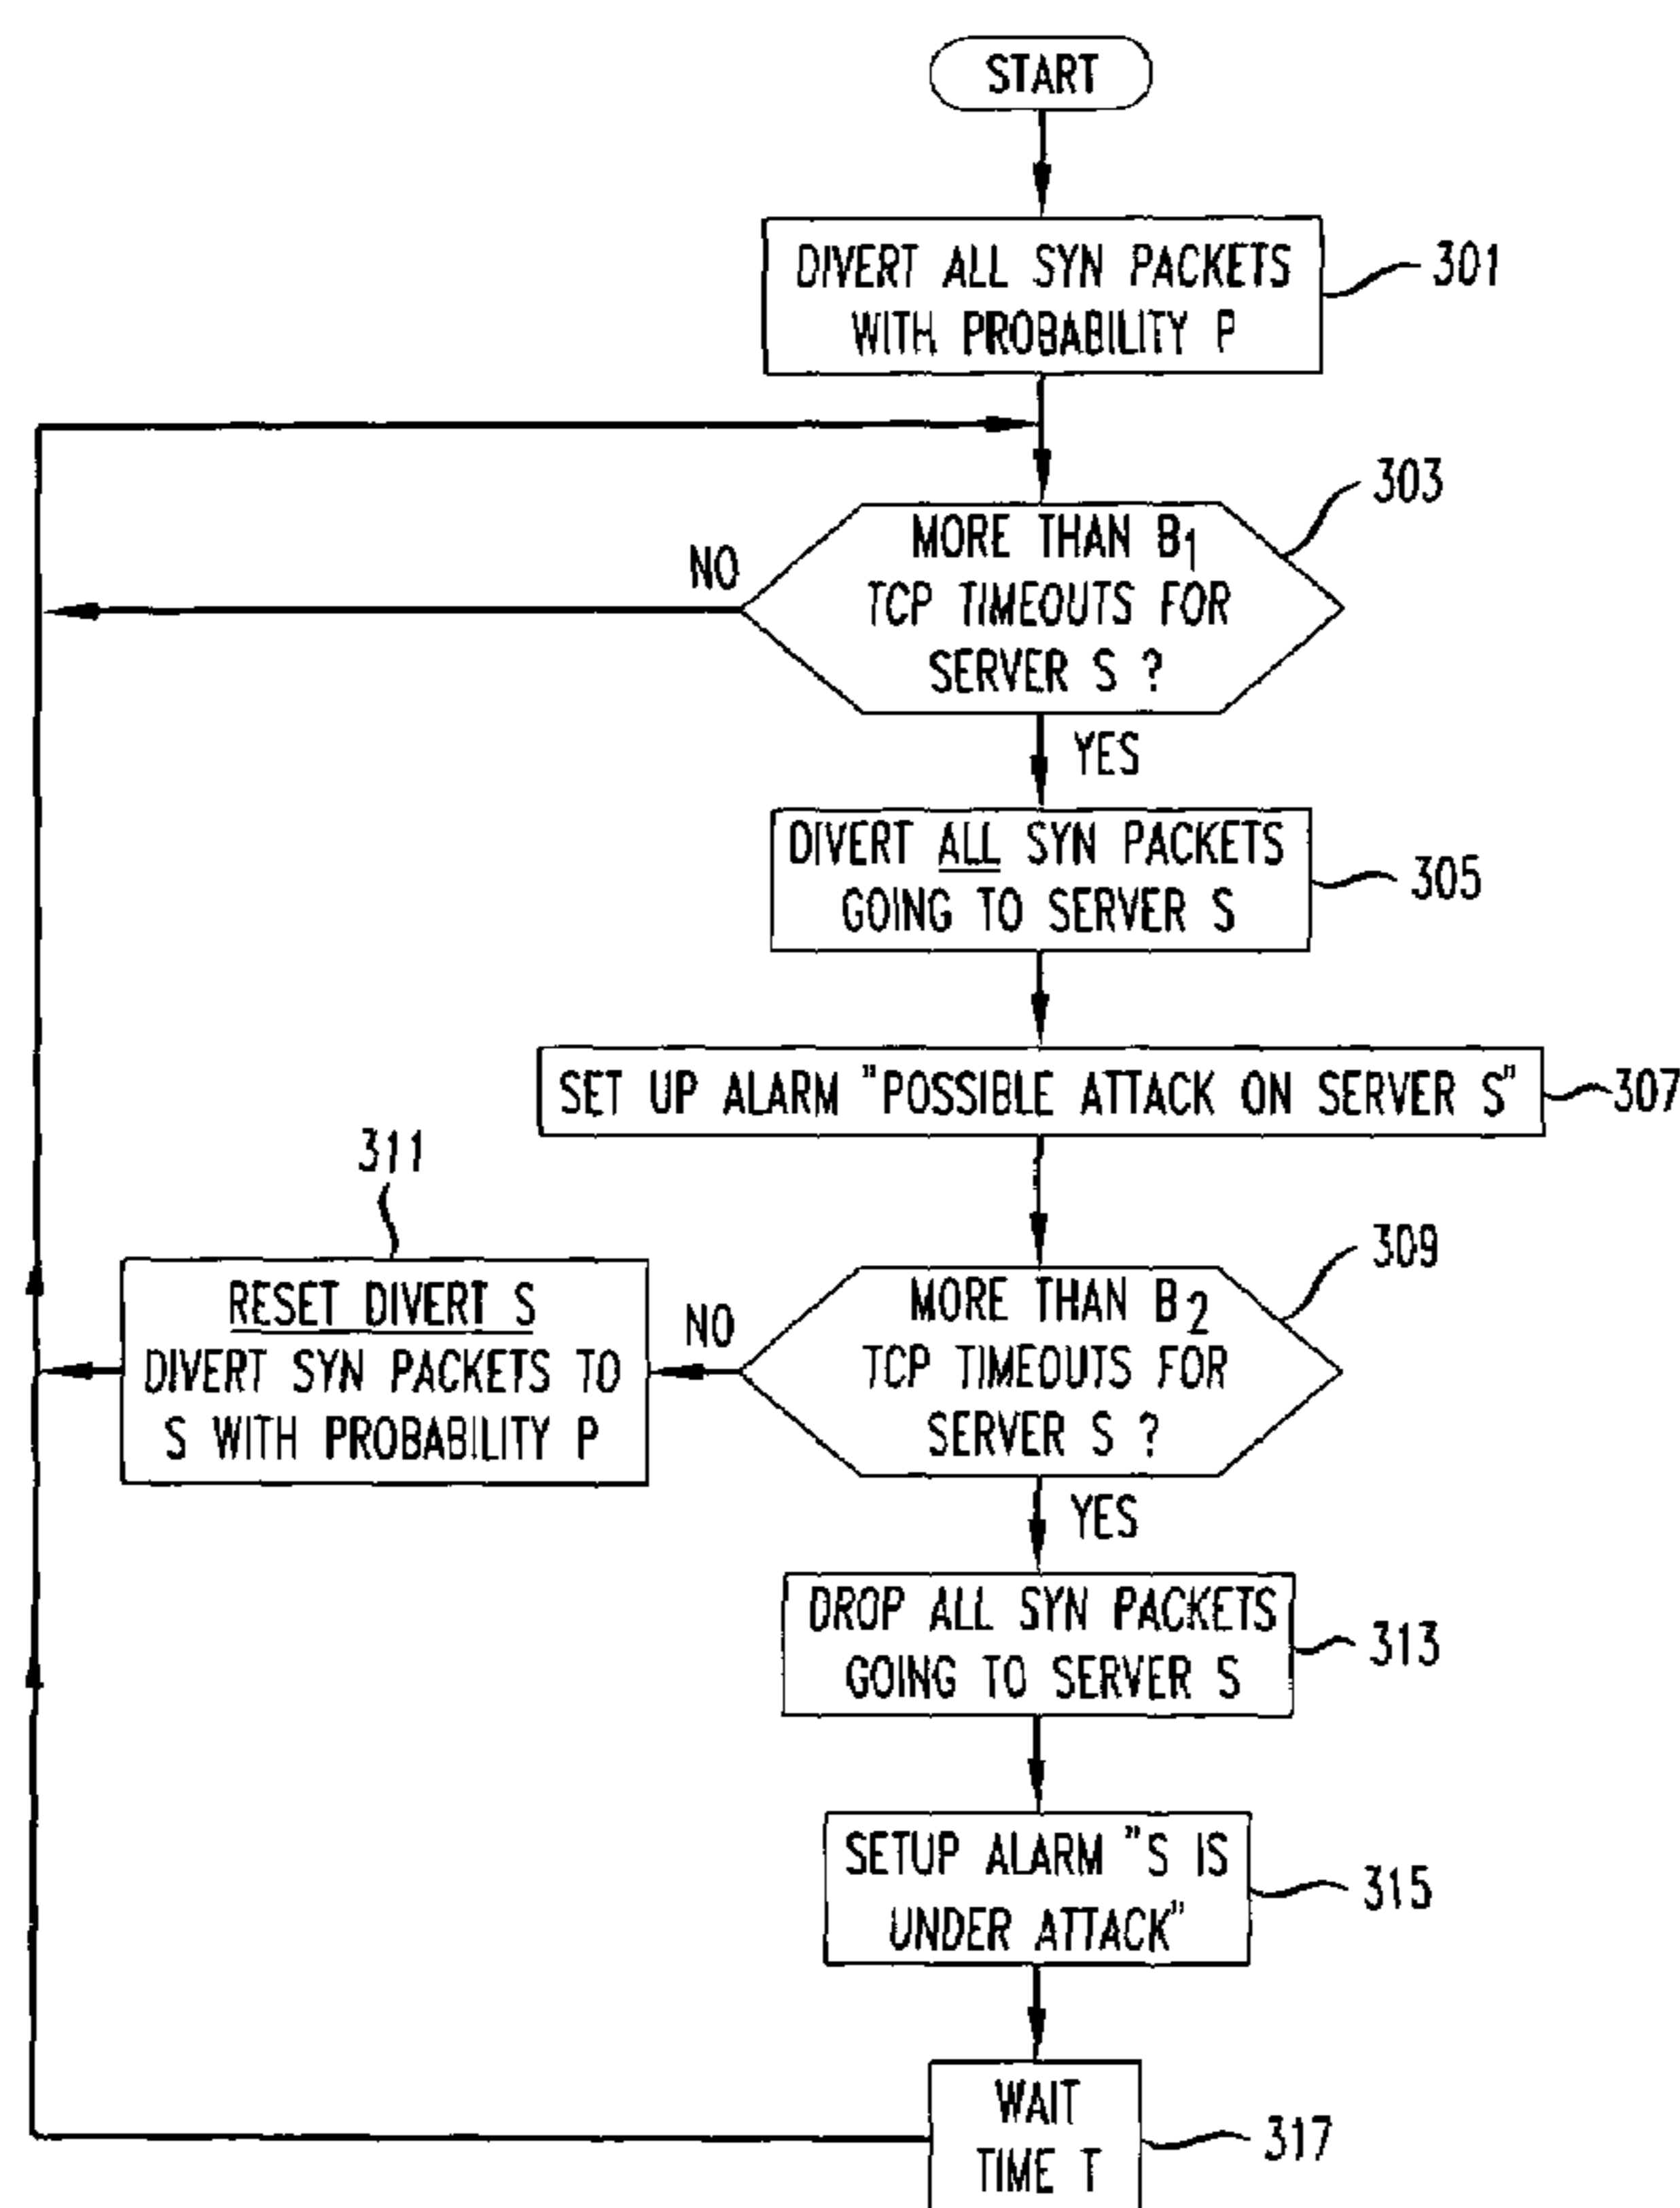 START
DIVERT ALL SYN PACKETS
WITH PROBABILITY P
301
MORE THAN B1
TCP TIMEOUTS FOR
SERVER S ?
303
NO
YES
DIVERT ALL SYN PACKETS
GOING TO SERVER S
305
SET UP ALARM "POSSIBLE ATTACK ON SERVER S"
307
MORE THAN B2
TCP TIMEOUTS FOR
SERVER S ?
309
NO
311
RESET DIVERT S
DIVERT SYN PACKETS TO
S WITH PROBABILITY P
YES
DROP ALL SYN PACKETS
GOING TO SERVER S
313
SETUP ALARM "S IS
UNDER ATTACK"
315
WAIT
TIME T
317